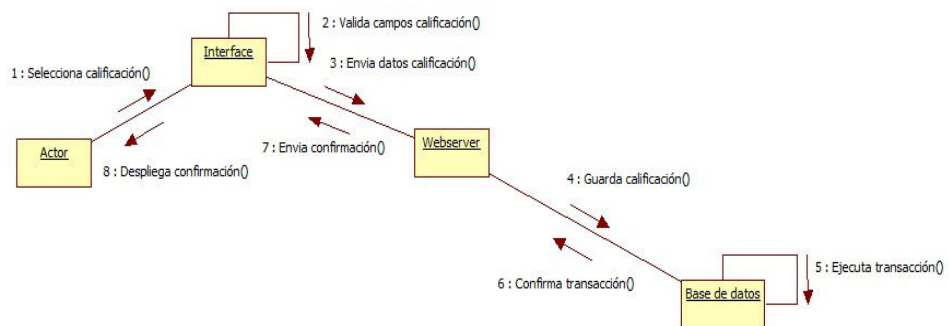 2 : Valida campos calificación()
Interface
3 : Envia datos calificación()
1 : Selecciona calificación()
7 : Envia confirmación()
Webserver
Actor
8 : Despliega confirmación()
4 : Guarda calificación()
6 : Confirma transacción()
5 : Ejecuta transacción()
Base de datos